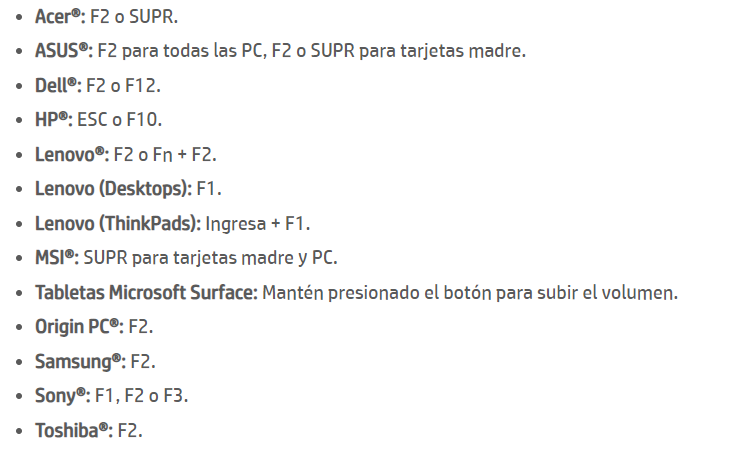 • Acer®: F2 o SUPR.
• ASUS®: F2 para todas las PC, F2 o SUPR para tarjetas madre.
• Dell®: F2 o F12.
• HP®: ESC o F10.
• Lenovo®: F2 o Fn + F2.
• Lenovo (Desktops): F1.
• Lenovo (ThinkPads): Ingresa + F1.
• MSI®: SUPR para tarjetas madre y PC.
• Tabletas Microsoft Surface: Mantén presionado el botón para subir el volumen.
• Origin PC®: F2.
• Samsung®: F2.
• Sony®: F1, F2 o F3.
• Toshiba®: F2.